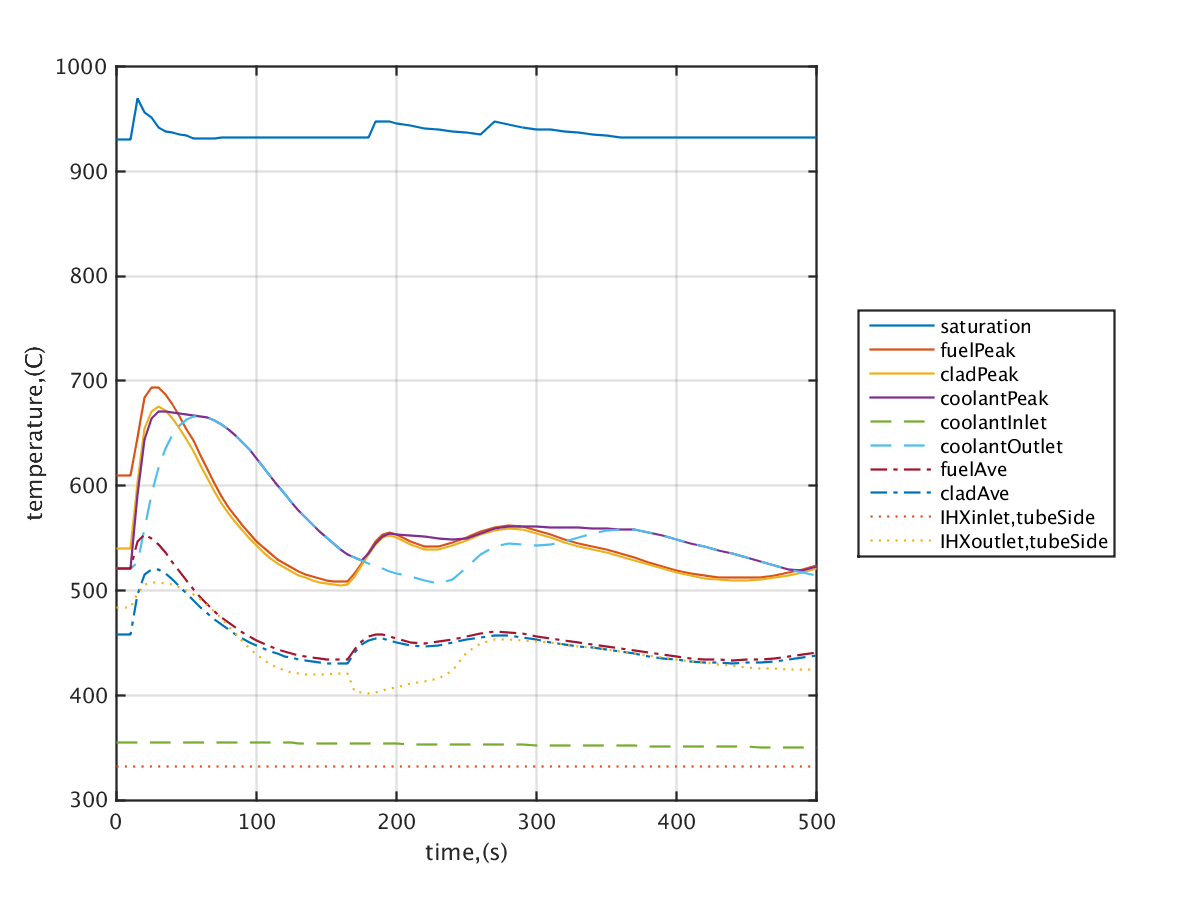 1000
900
800
700
600
500
400
300
temperature,(C)
0 100 200 300 400 500
time,(s)
saturation
fuelPeak
cladPeak
coolantPeak
coolantInlet
coolantOutlet
fuelAve
cladAve
IHXinlet,tubeSide
IHXoutlet,tubeSide